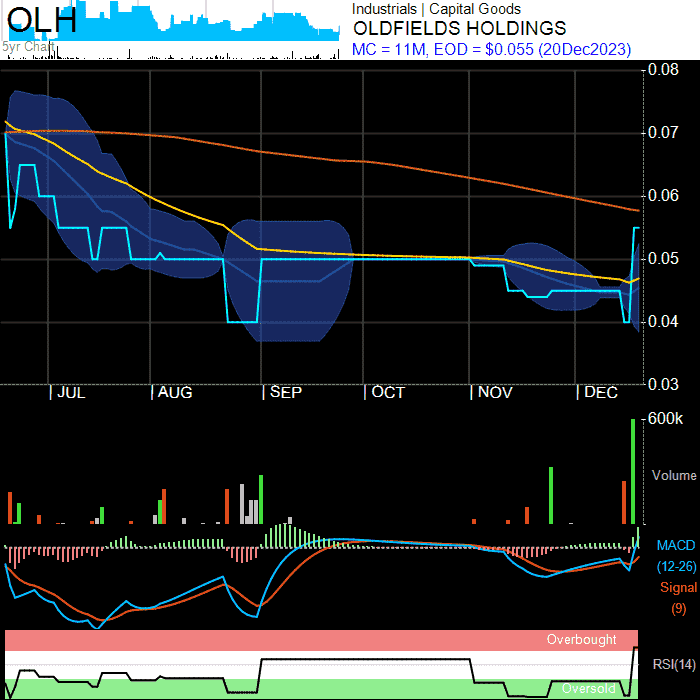 OLH
5yr Chart
Industrials | Capital Goods
OLDFIELDS HOLDINGS
MC = 11M, EOD = $0.055 (20Dec2023)
0.08
0.07
0.06
0.05
0.04
0.03
| JUL | AUG | SEP | OCT | NOV | DEC
600k
Volume
MACD
(12-26)
Signal
(9)
Overbought
RSI(14)
Oversold